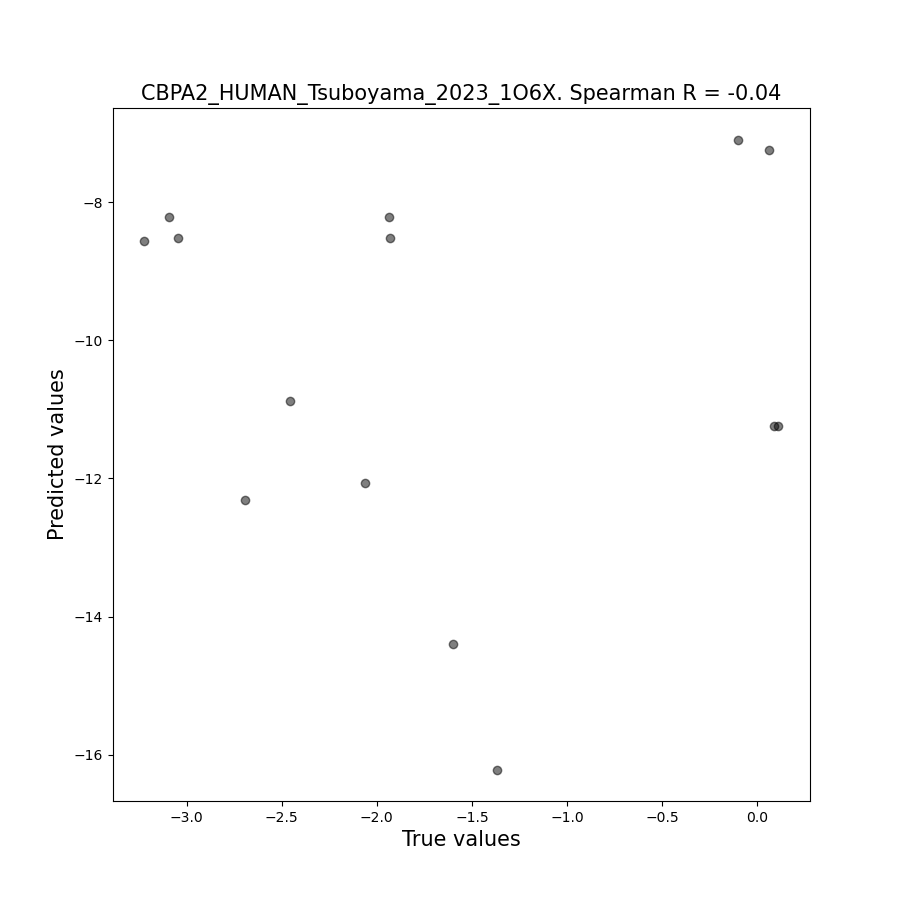 CBPA2_HUMAN_Tsuboyama_2023_1O6X. Spearman R = -0.04
−8
−10
−12
−14
−16
Predicted values
−3.0 −2.5 −2.0 −1.5 −1.0 −0.5 0.0
True values